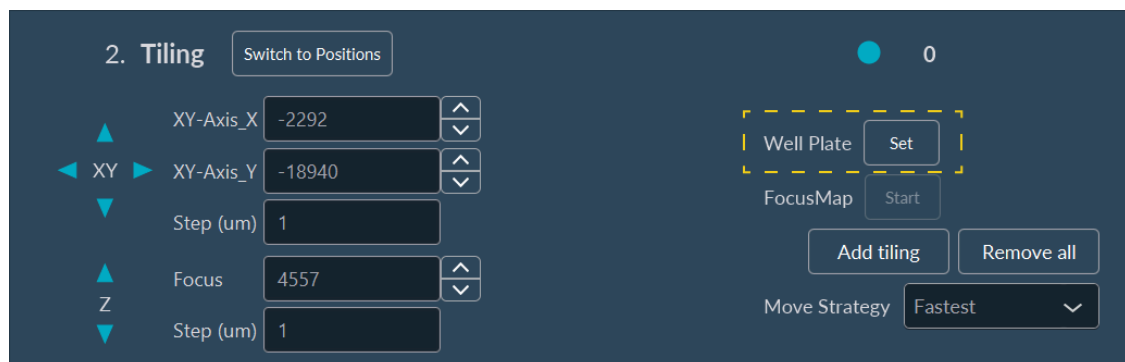 2. Tiling Switch to Positions 0
XY-Axis_X -2292
XY XY-Axis_Y -18940
Step (um) 1
Focus 4557
Z
Step (um) 1
Well Plate Set
FocusMap Start
Add tiling Remove all
Move Strategy Fastest